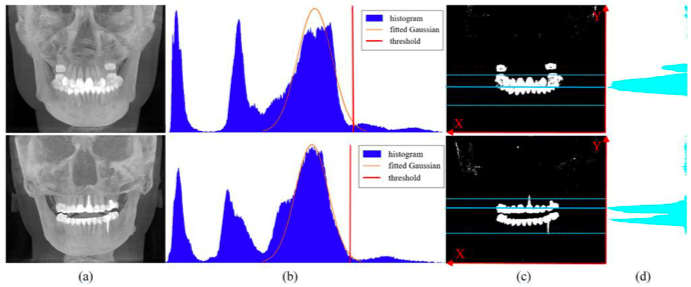 histogram
fitted Gaussian
threshold
Y
X
histogram
fitted Gaussian
threshold
Y
X
(a)
(b)
(c)
(d)